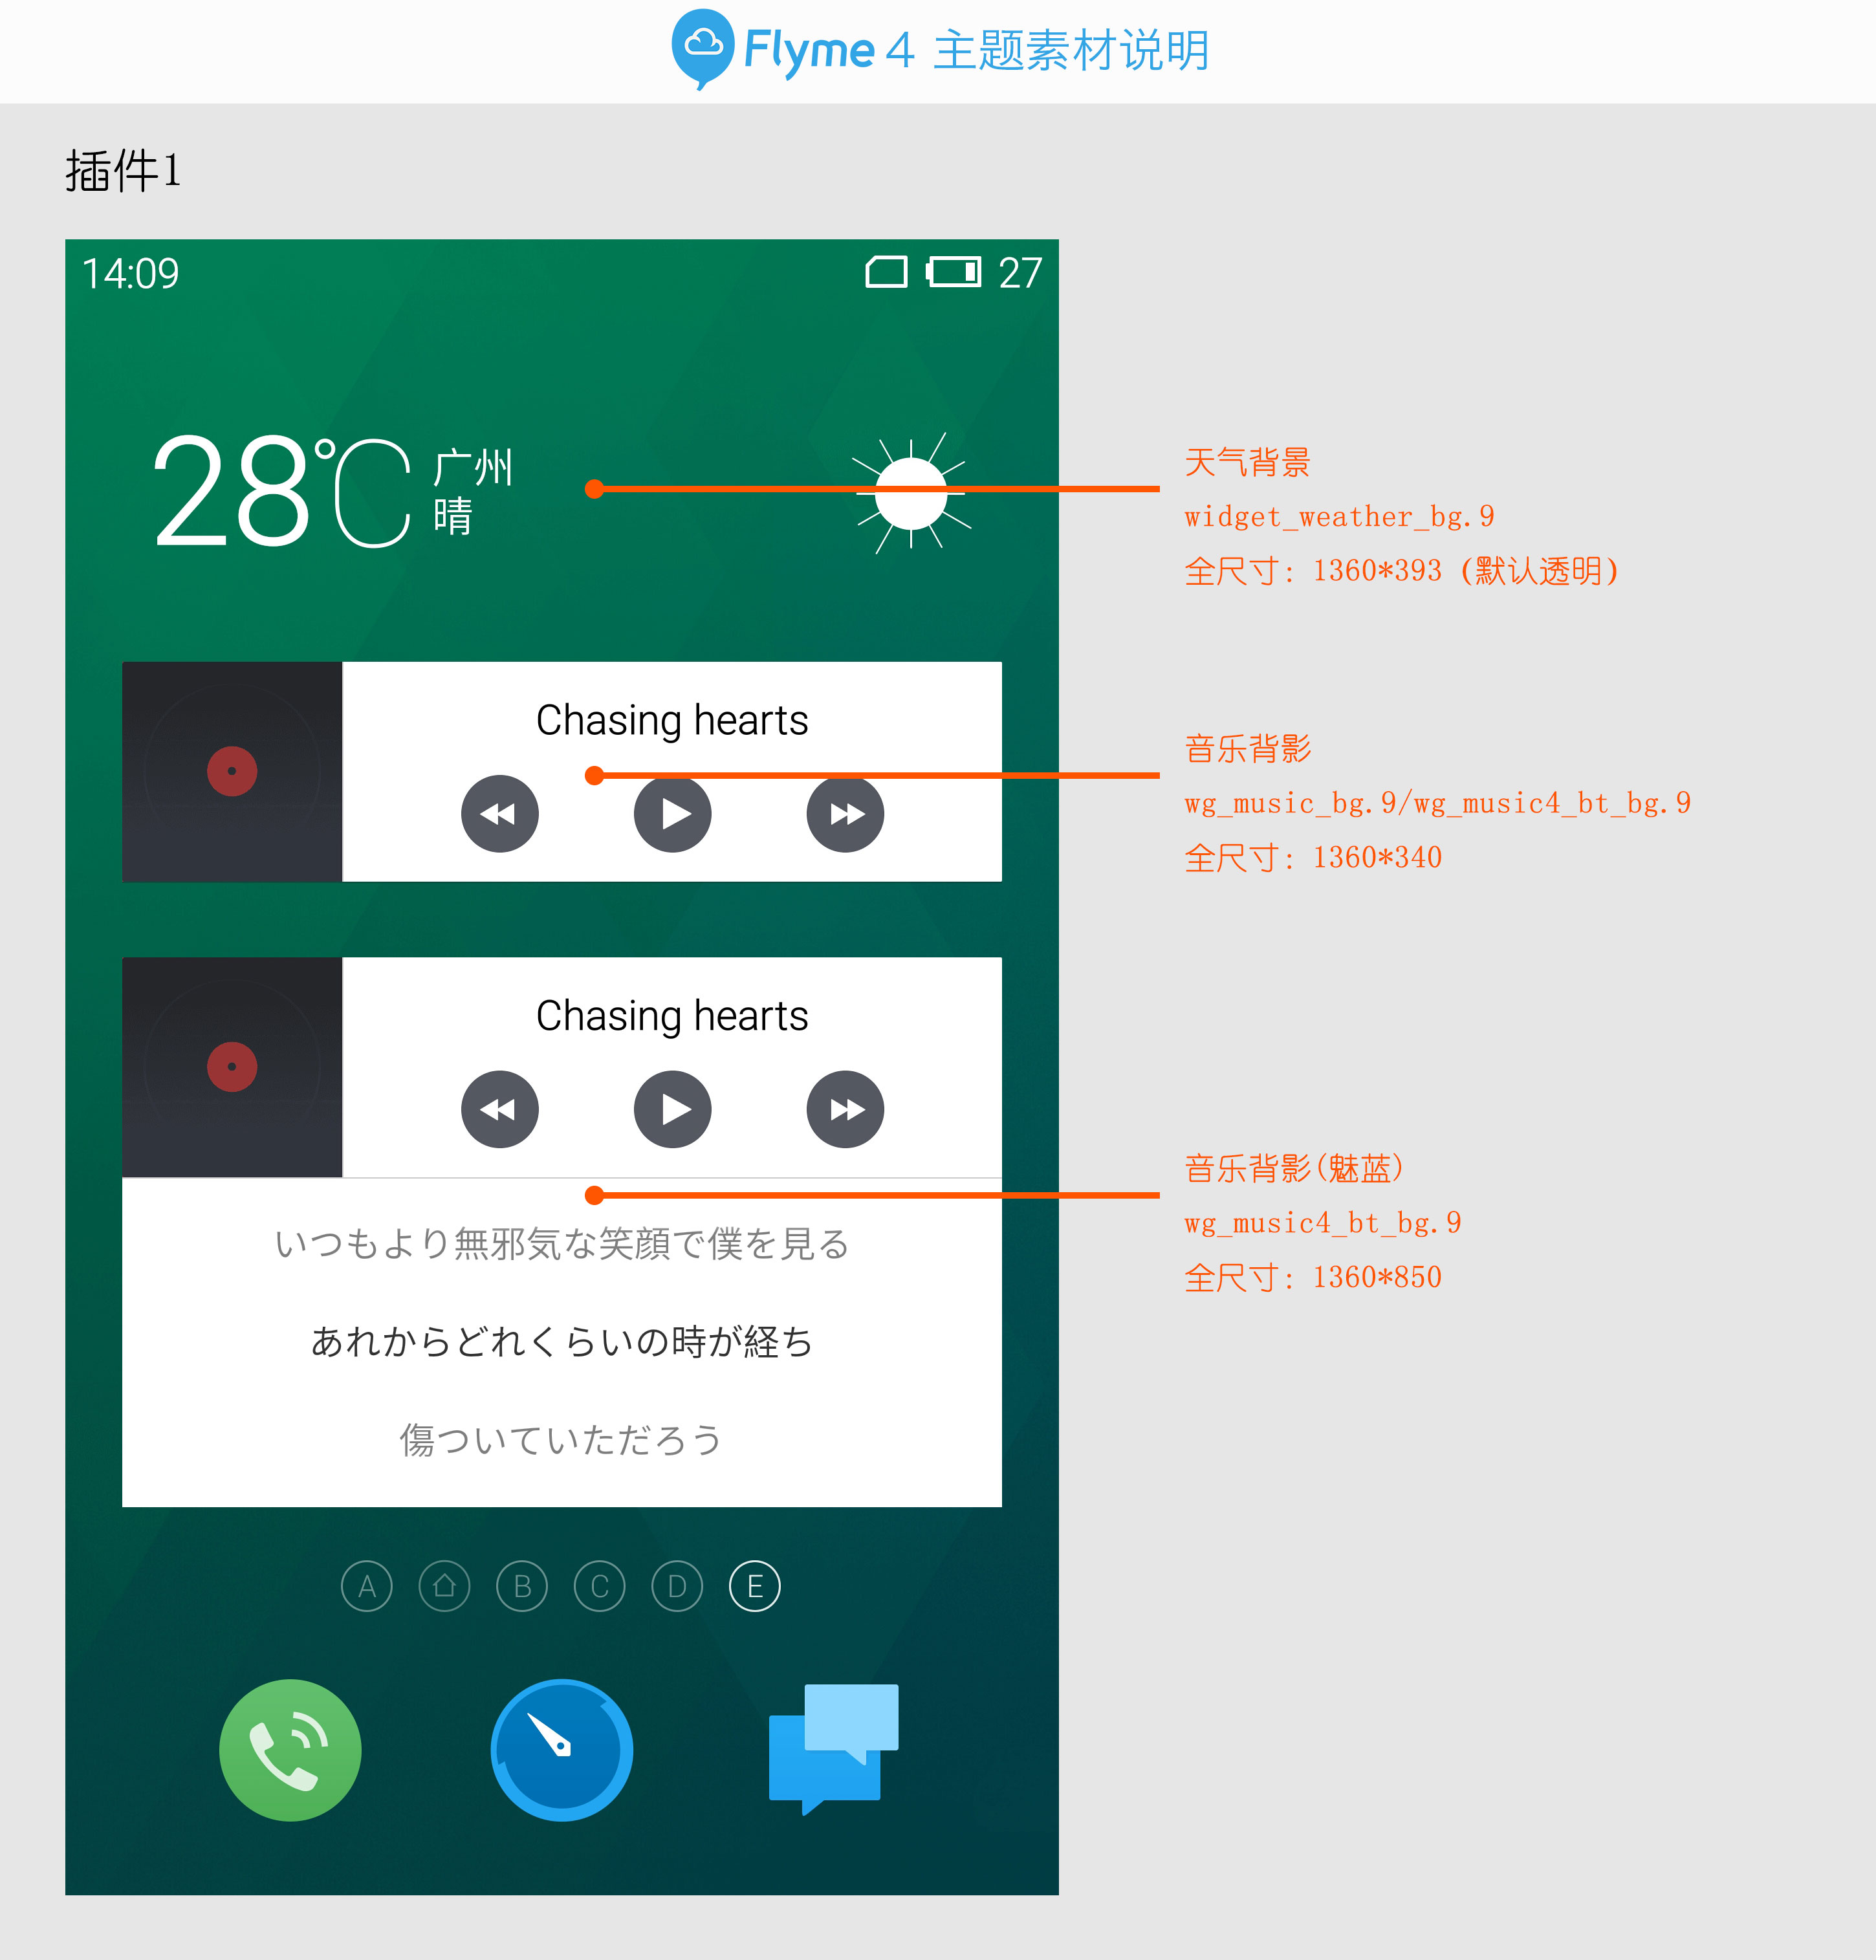 Flyme 4 主题素材说明
插件1
14:09
27
28℃
广州
晴
天气背景
widget_weather_bg.9
全尺寸: 1360*393 (默认透明)
Chasing hearts
音乐背影
wg_music_bg.9/wg_music4_bt_bg.9
全尺寸: 1360*340
Chasing hearts
音乐背影(魅蓝)
wg_music4_bt_bg.9
全尺寸: 1360*850
いつもより無邪気な笑顔で僕を見る
あれからどれくらいの時が経ち
傷ついていただろう
A B C D E